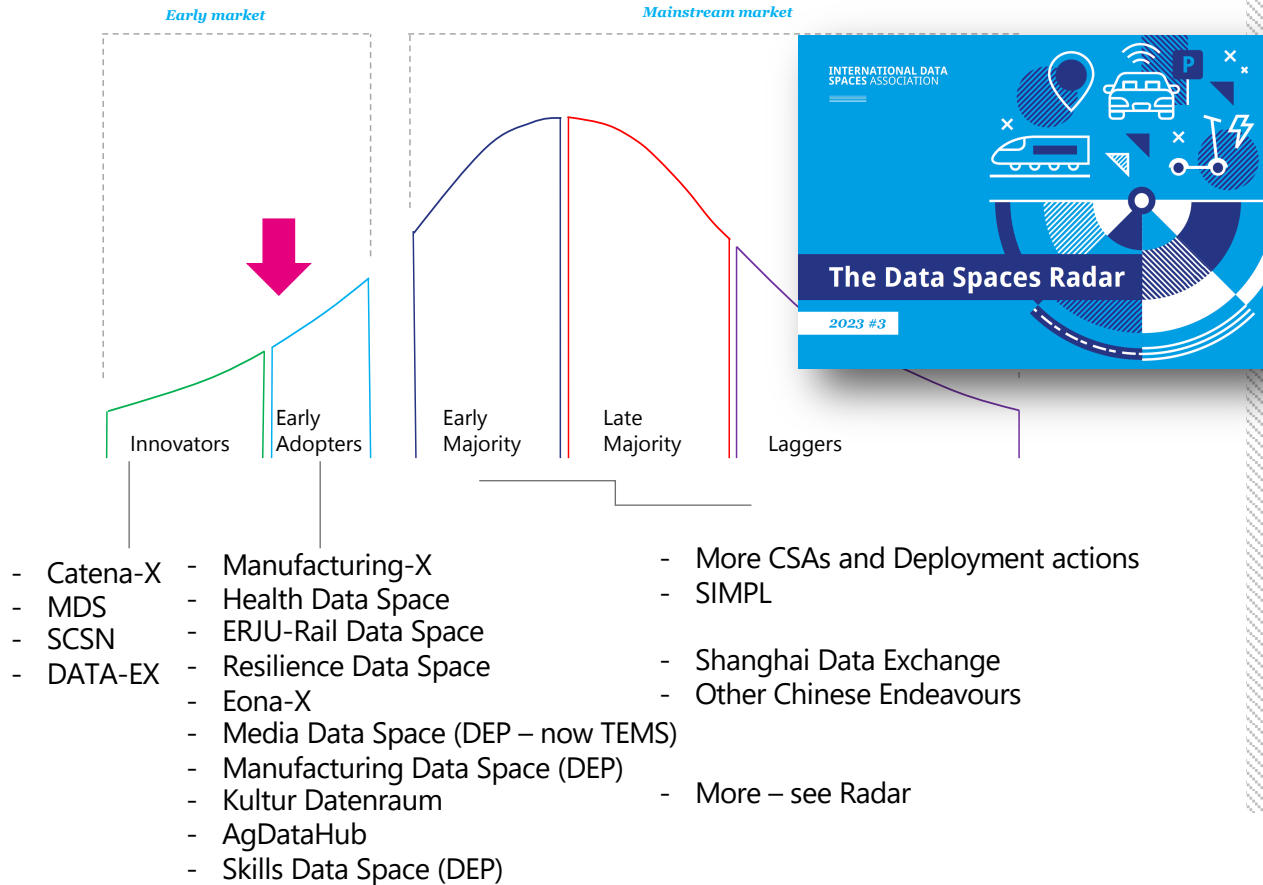 Early market
Mainstream market
INTERNATIONAL DATA
SPACES ASSOCIATION
P
The Data Spaces Radar
2023 #3
Innovators
Early
Adopters
Early
Majority
Late
Majority
Laggers
- Catena-X
- MDS
- SCSN
- DATA-EX
- Manufacturing-X
- Health Data Space
- ERJU-Rail Data Space
- Resilience Data Space
- Eona-X
- Media Data Space (DEP – now TEMS)
- Manufacturing Data Space (DEP)
- Kultur Datenraum
- AgDataHub
- Skills Data Space (DEP)
- More CSAs and Deployment actions
- SIMPL
- Shanghai Data Exchange
- Other Chinese Endeavours
- More – see Radar